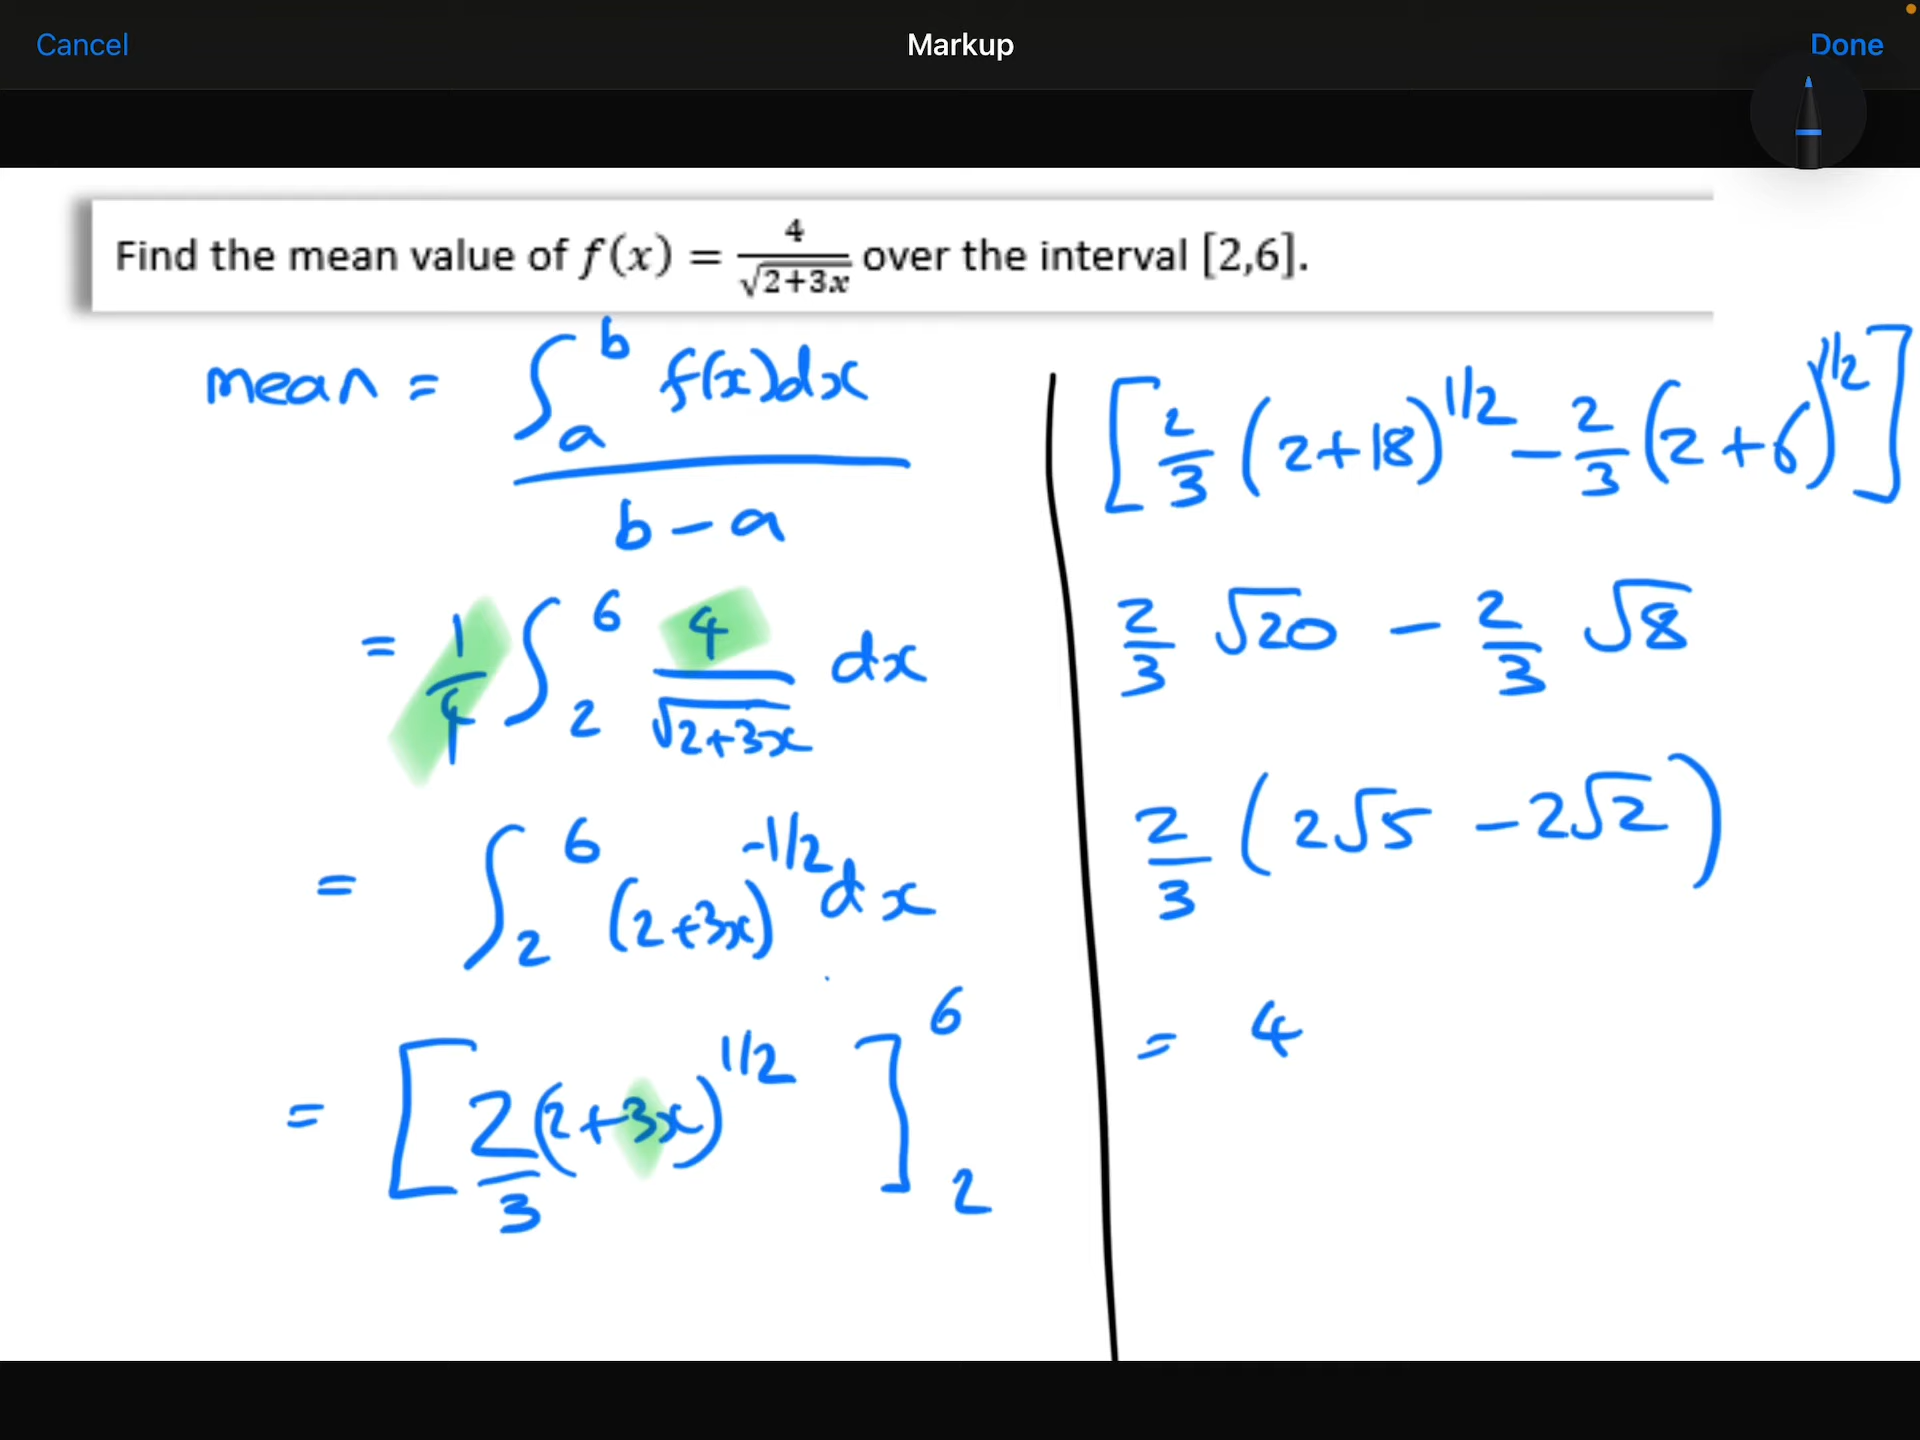 Cancel
Markup
Done
Find the mean value of f(x) = 4/√(2+3x) over the interval [2,6].
mean = ∫_a^b f(x)dx / (b − a)
= 1/4 ∫_2^6 4/√(2+3x) dx
= ∫_2^6 (2+3x)^(-1/2) dx
= [2/3 (2+3x)^(1/2)]_2^6
[2/3 (2+18)^(1/2) − 2/3 (2+6)^(1/2)]
2/3 √20 − 2/3 √8
2/3 (2√5 − 2√2)
= 4